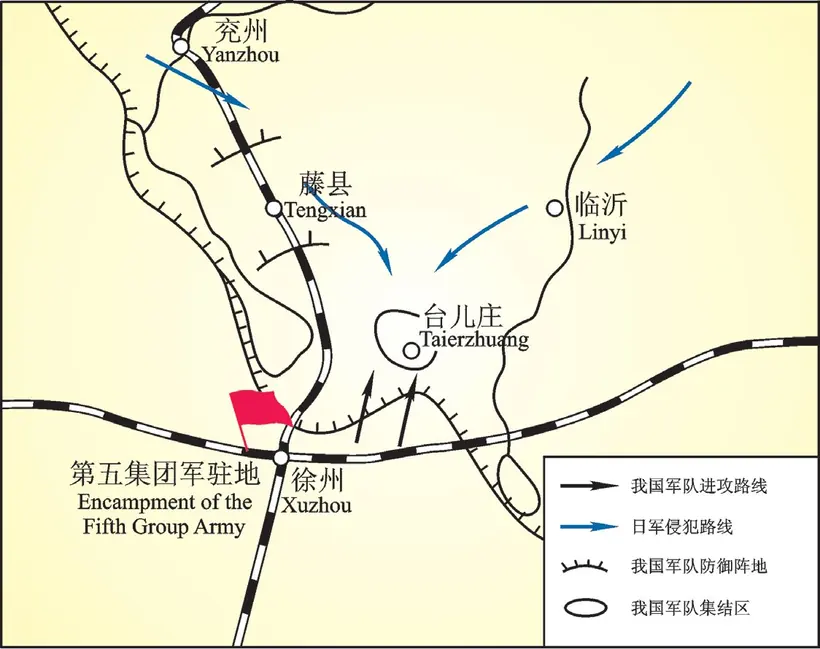 兖州
Yanzhou
藤县
Tengxian
临沂
Linyi
台儿庄
Taierzhuang
第五集团军驻地
Encampment of the
Fifth Group Army
徐州
Xuzhou
我国军队进攻路线
日军侵犯路线
我国军队防御阵地
我国军队集结区